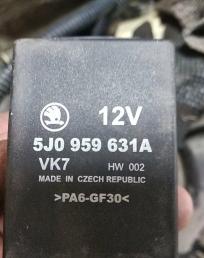 12V
5J0 959 631A
VK7 HW 002
MADE IN CZECH REPUBLIC
>PA6-GF30<